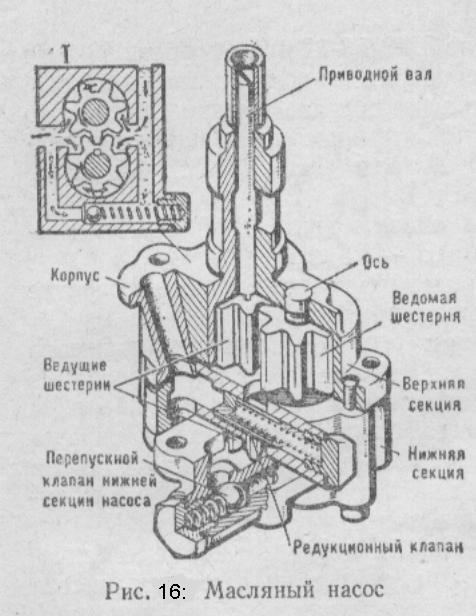 I
Приводной вал
Корпус
Ось
Ведомая
шестерня
Ведущие
шестерни
Верхняя
секция
Перепускной
клапан нижней
секции насоса
Нижняя
секция
Редукционный клапан
Рис. 16: Масляный насос